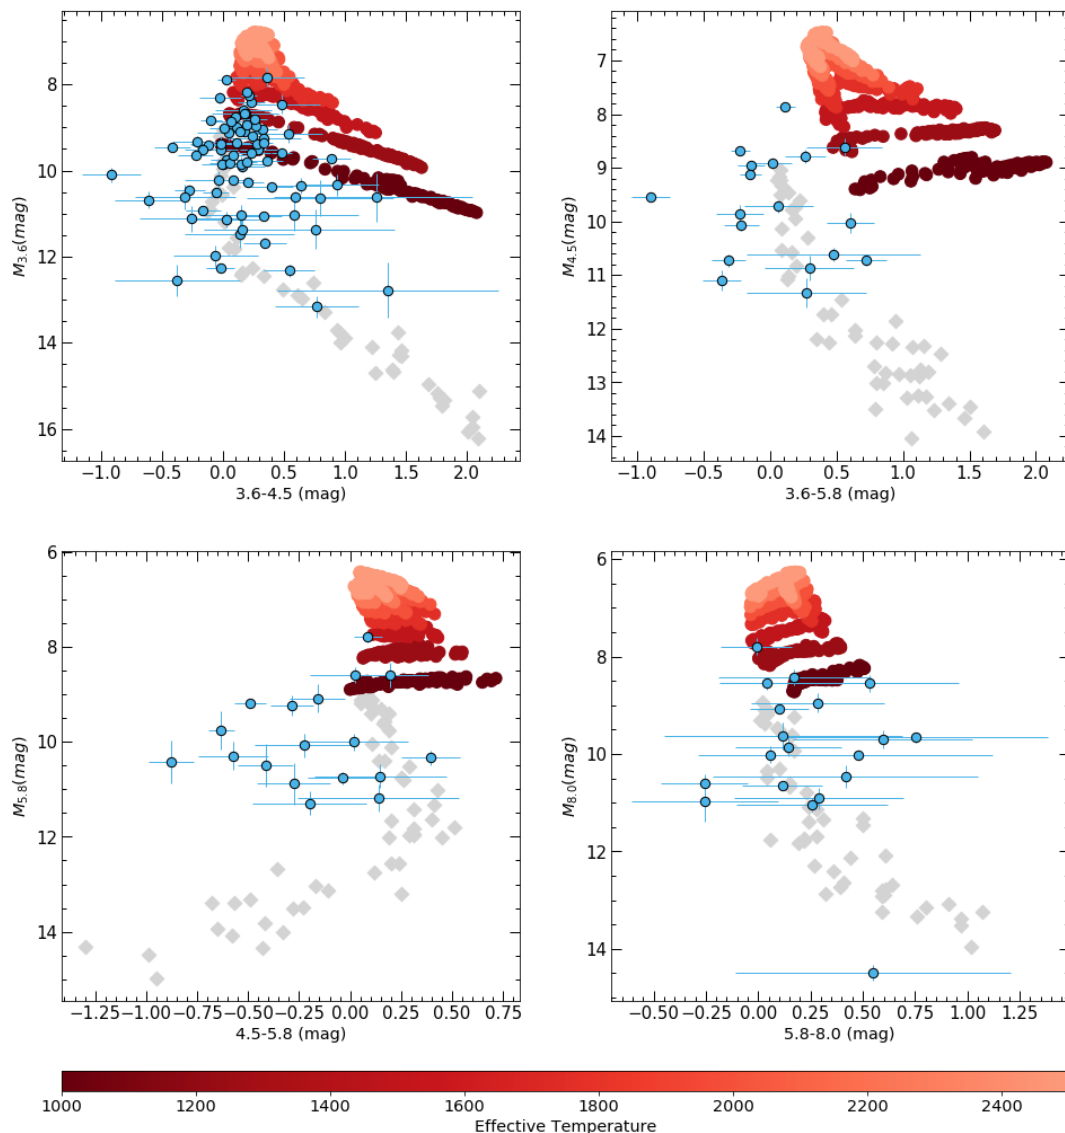 8
10
12
14
16
M3.6(mag)
−1.0 −0.5 0.0 0.5 1.0 1.5 2.0
3.6-4.5 (mag)
7
8
9
10
11
12
13
14
M4.5(mag)
−1.0 −0.5 0.0 0.5 1.0 1.5 2.0
3.6-5.8 (mag)
6
8
10
12
14
M5.8(mag)
−1.25 −1.00 −0.75 −0.50 −0.25 0.00 0.25 0.50 0.75
4.5-5.8 (mag)
6
8
10
12
14
M8.0(mag)
−0.50 −0.25 0.00 0.25 0.50 0.75 1.00 1.25
5.8-8.0 (mag)
1000 1200 1400 1600 1800 2000 2200 2400
Effective Temperature